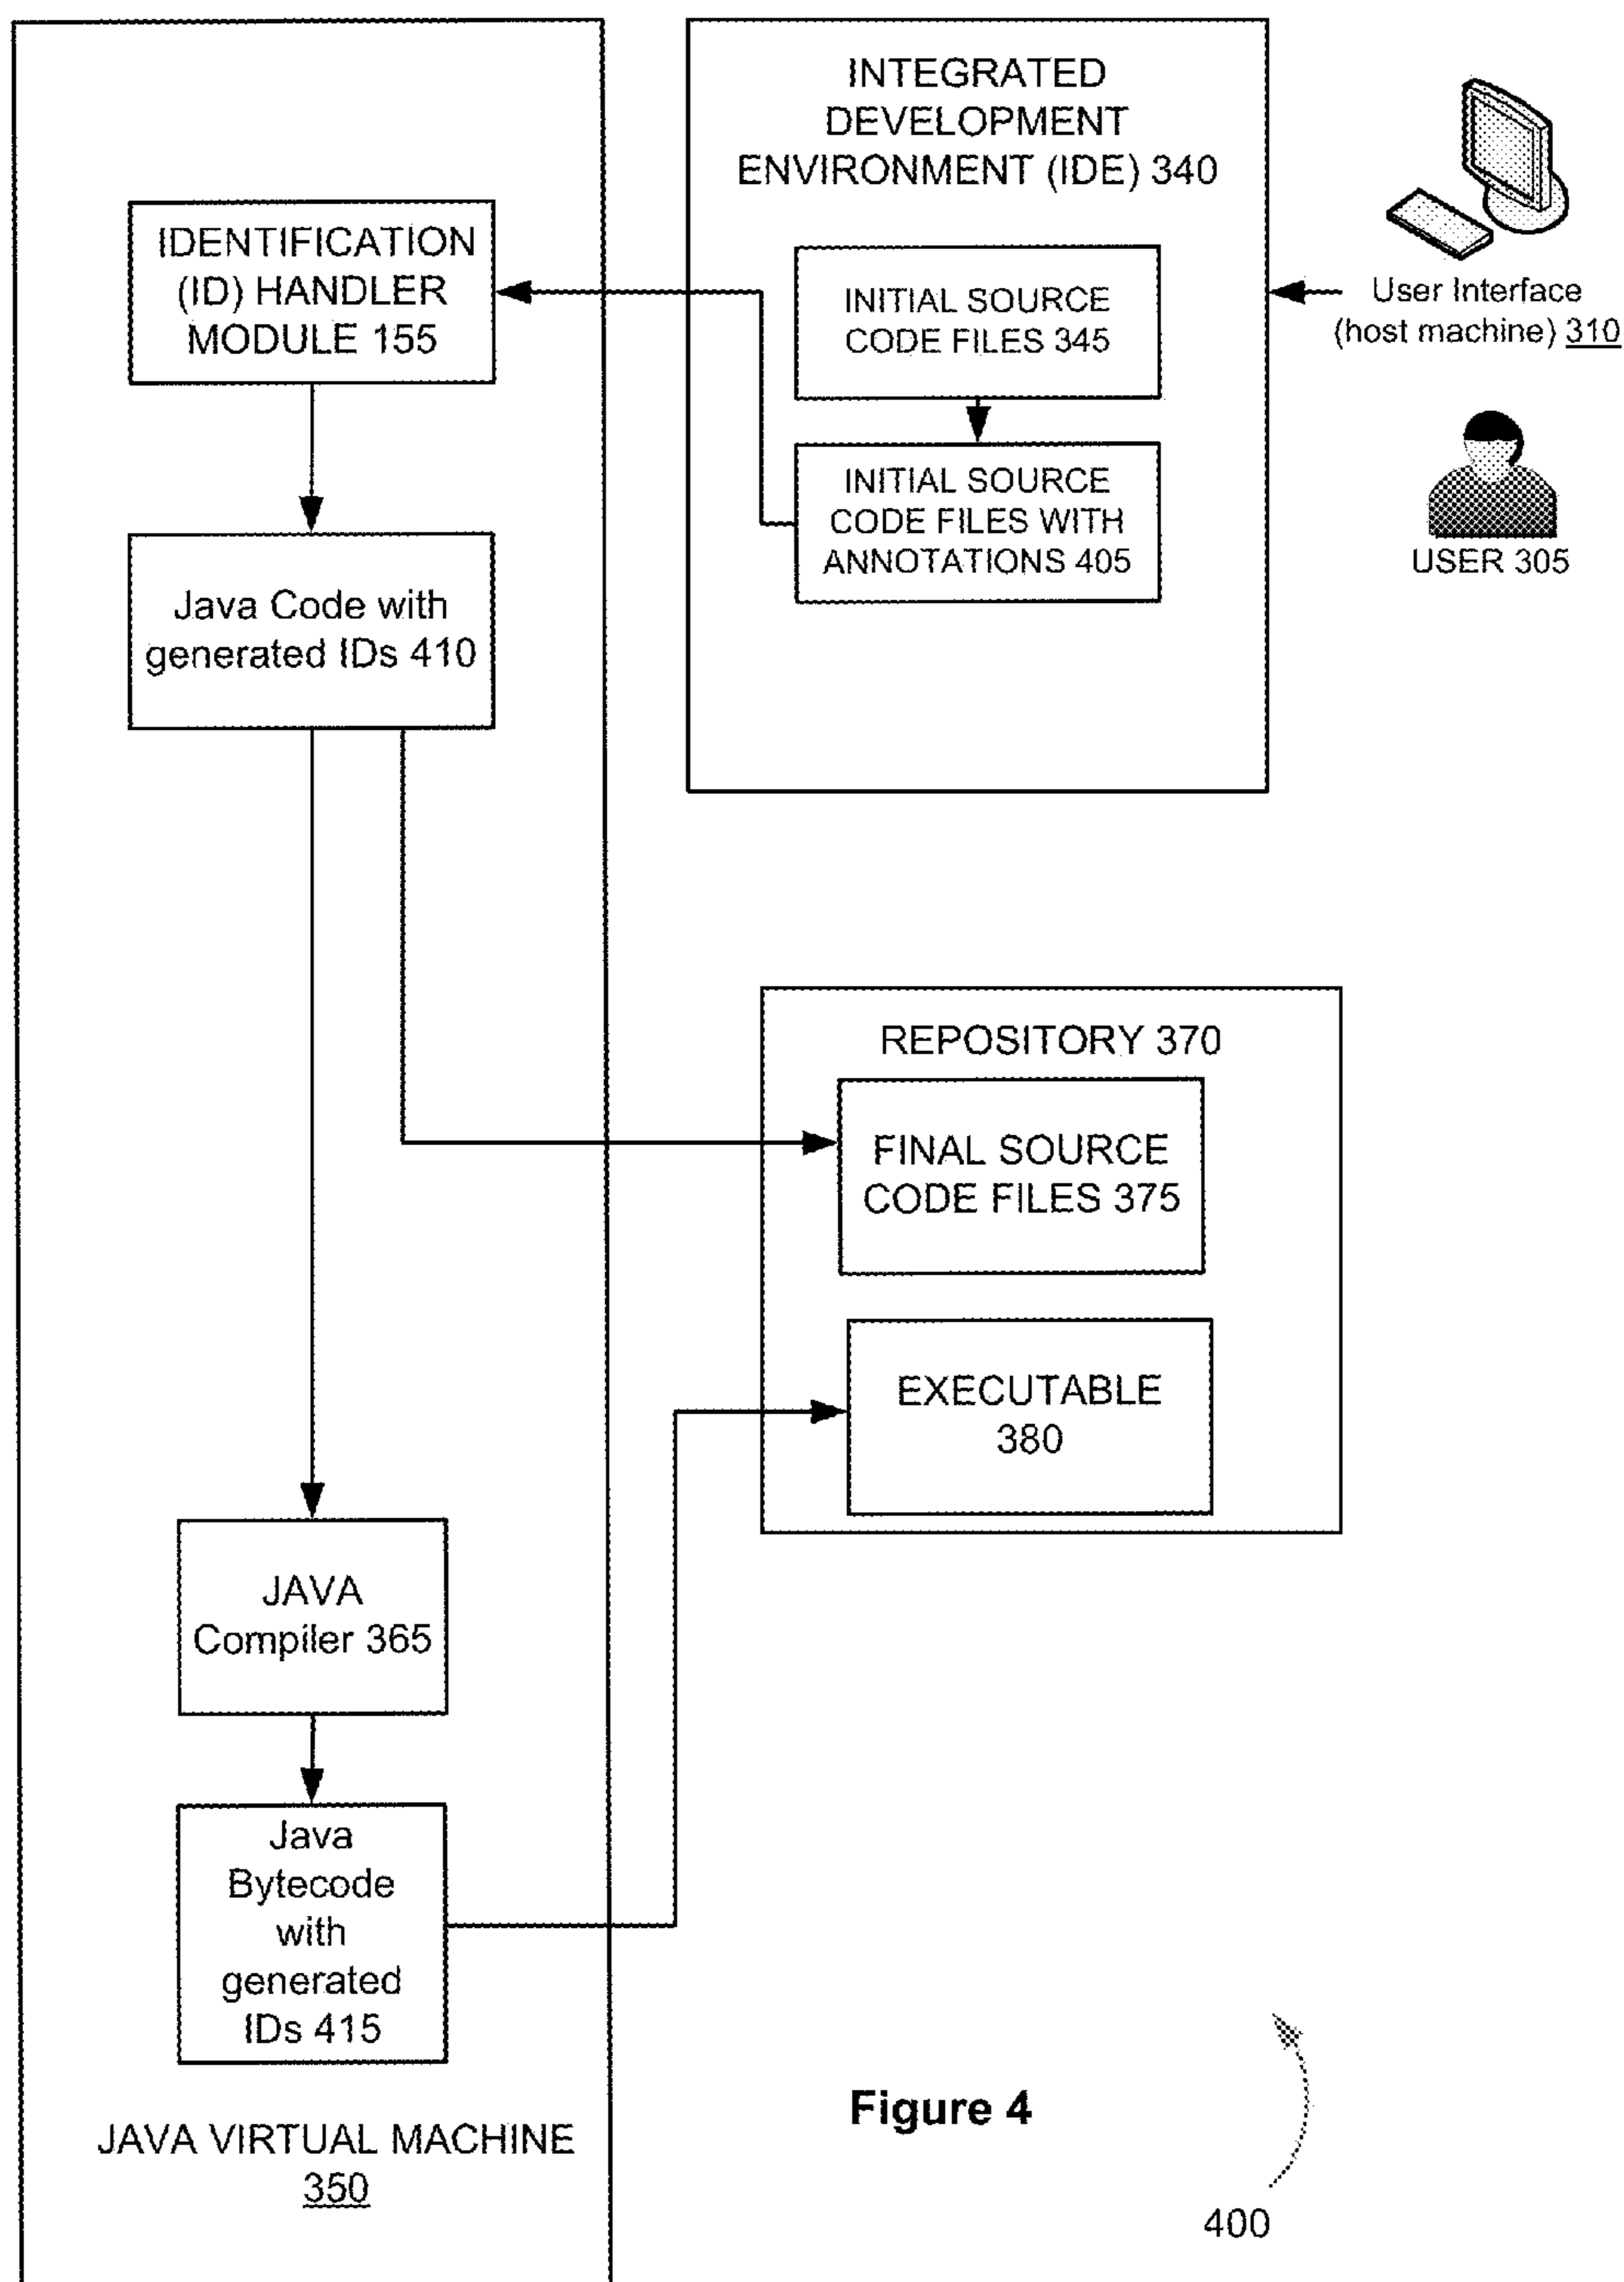 INTEGRATED
DEVELOPMENT
ENVIRONMENT (IDE) 340
IDENTIFICATION
(ID) HANDLER
MODULE 155
INITIAL SOURCE
CODE FILES 345
User Interface
(host machine) 310
INITIAL SOURCE
CODE FILES WITH
ANNOTATIONS 405
USER 305
Java Code with
generated IDs 410
REPOSITORY 370
FINAL SOURCE
CODE FILES 375
EXECUTABLE
380
JAVA
Compiler 365
Java
Bytecode
with
generated
IDs 415
JAVA VIRTUAL MACHINE
350
Figure 4
400